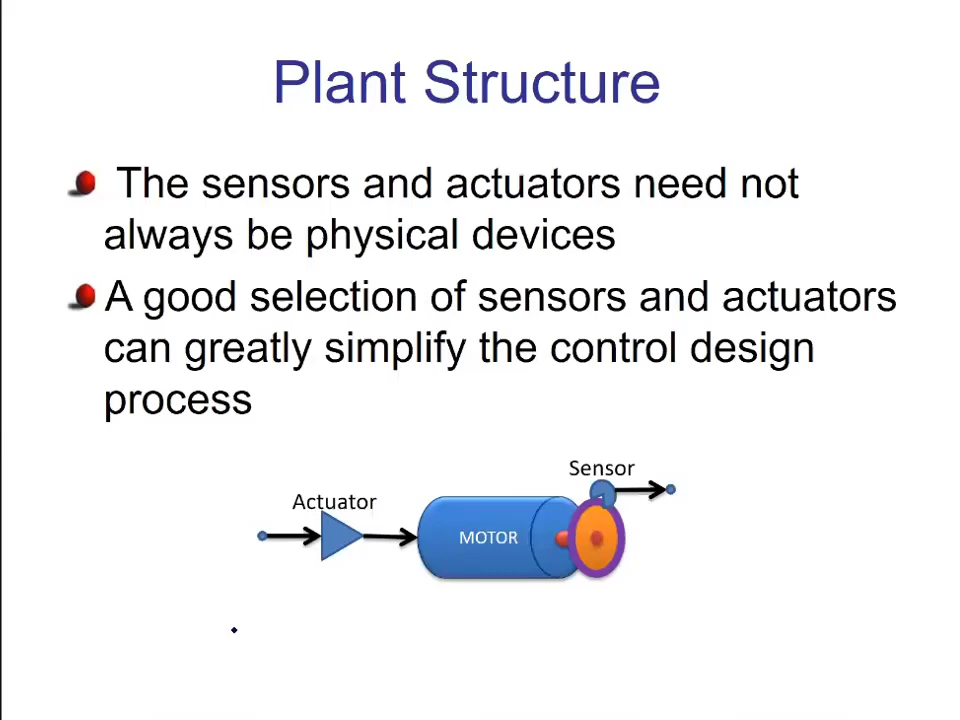 Plant Structure
The sensors and actuators need not
always be physical devices
A good selection of sensors and actuators
can greatly simplify the control design
process
Sensor
Actuator
MOTOR